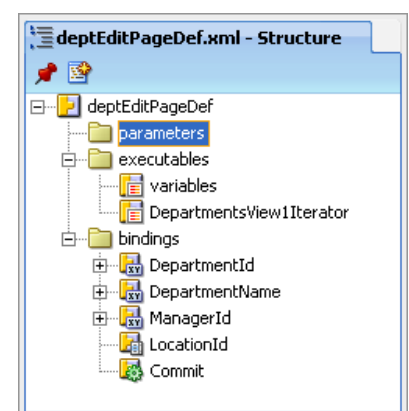 deptEditPageDef.xml - Structure
deptEditPageDef
parameters
executables
variables
DepartmentsView1Iterator
bindings
DepartmentId
DepartmentName
ManagerId
LocationId
Commit